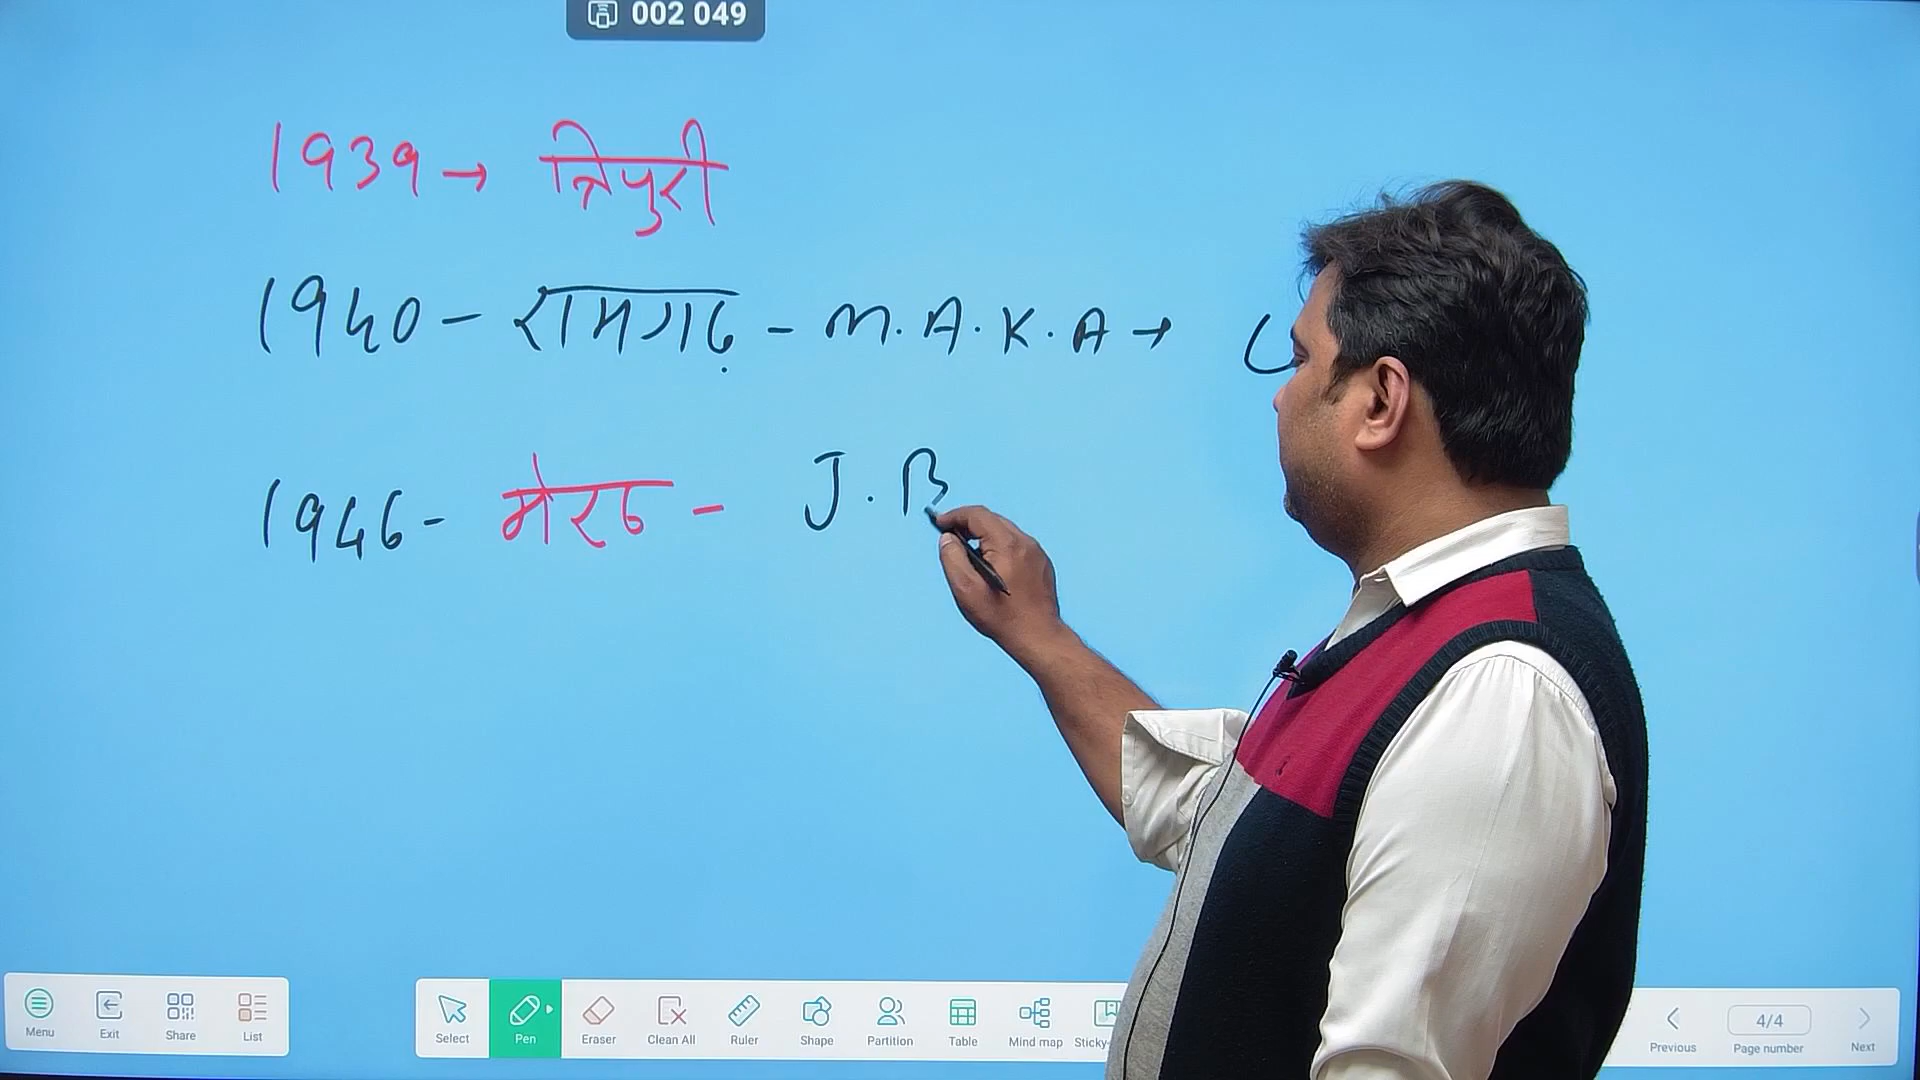 002 049
1939 → त्रिपुरी
1940 - रामगढ़ - M.A.K.A →
1946 - मेरठ - J.B
Menu
Exit
Share
List
Select
Pen
Eraser
Clean All
Ruler
Shape
Partition
Table
Mind map
Sticky-
Previous
4/4
Page number
Next